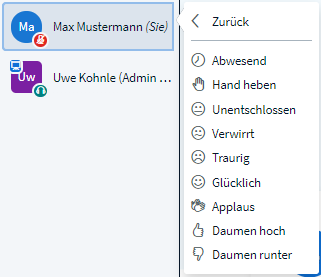 Ma
Max Mustermann (Sie)
Uw
Uwe Kohnle (Admin ...
Zurück
Abwesend
Hand heben
Unentschlossen
Verwirrt
Traurig
Glücklich
Applaus
Daumen hoch
Daumen runter